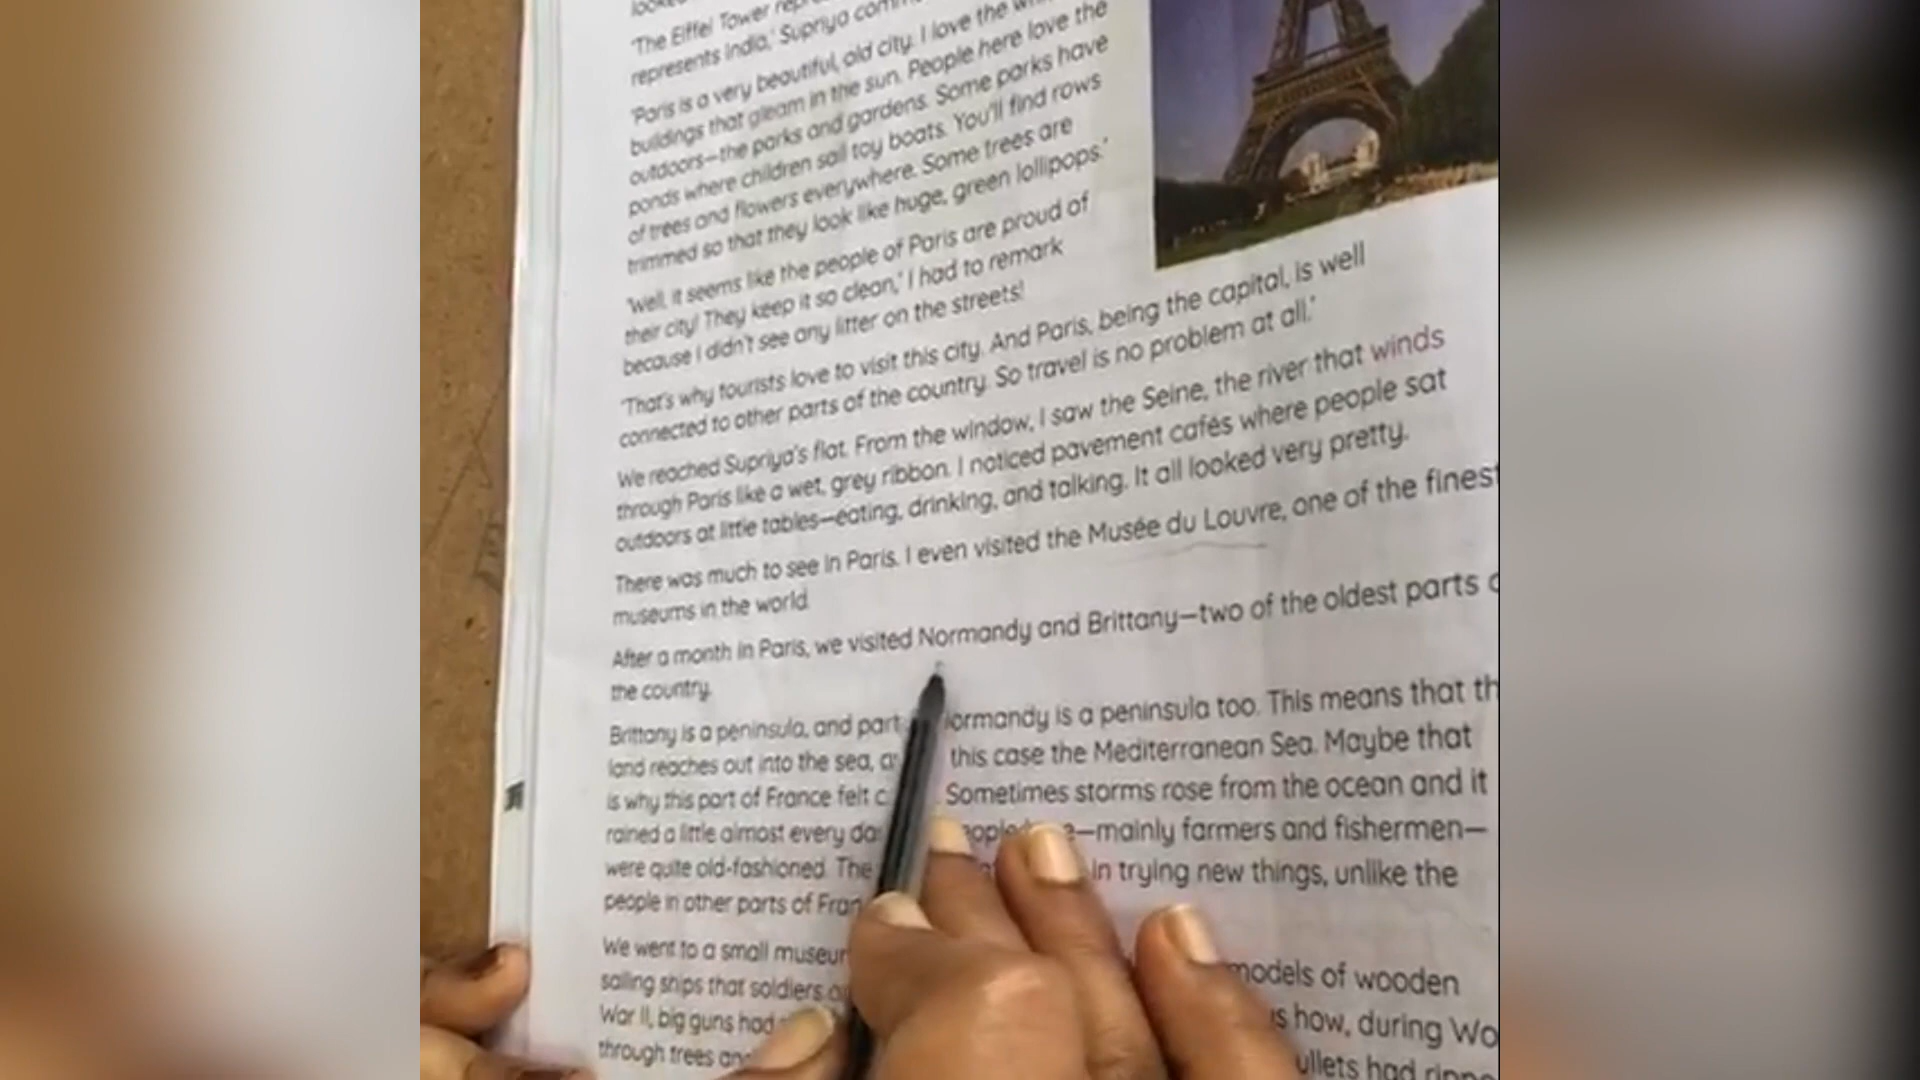 'The Eiffel Tower
represents India,' Supriya
'Paris is a very beautiful, old city. I love the
buildings that gleam in the sun. People here love the
outdoors—the parks and gardens. Some parks have
ponds where children sail toy boats. You'll find rows
of trees and flowers everywhere. Some trees are
trimmed so that they look like huge, green lollipops.'
'Well, it seems like the people of Paris are proud of
their city! They keep it so clean,' I had to remark
because I didn't see any litter on the streets!
'That's why tourists love to visit this city. And Paris, being the capital, is well
connected to other parts of the country. So travel is no problem at all.'
We reached Supriya's flat. From the window, I saw the Seine, the river that winds
through Paris like a wet, grey ribbon. I noticed pavement cafés where people sat
outdoors at little tables—eating, drinking, and talking. It all looked very pretty.
There was much to see in Paris. I even visited the Musée du Louvre, one of the finest
museums in the world.
After a month in Paris, we visited Normandy and Brittany—two of the oldest parts
the country.
Brittany is a peninsula, and part Normandy is a peninsula too. This means that
land reaches out into the sea, this case the Mediterranean Sea. Maybe that
is why this part of France felt Sometimes storms rose from the ocean and it
rained a little almost every —mainly farmers and fishermen—
were quite old-fashioned. The in trying new things, unlike the
people in other parts of
We went to a small models of wooden
sailing ships that soldiers how, during
War II, big guns had had
through trees